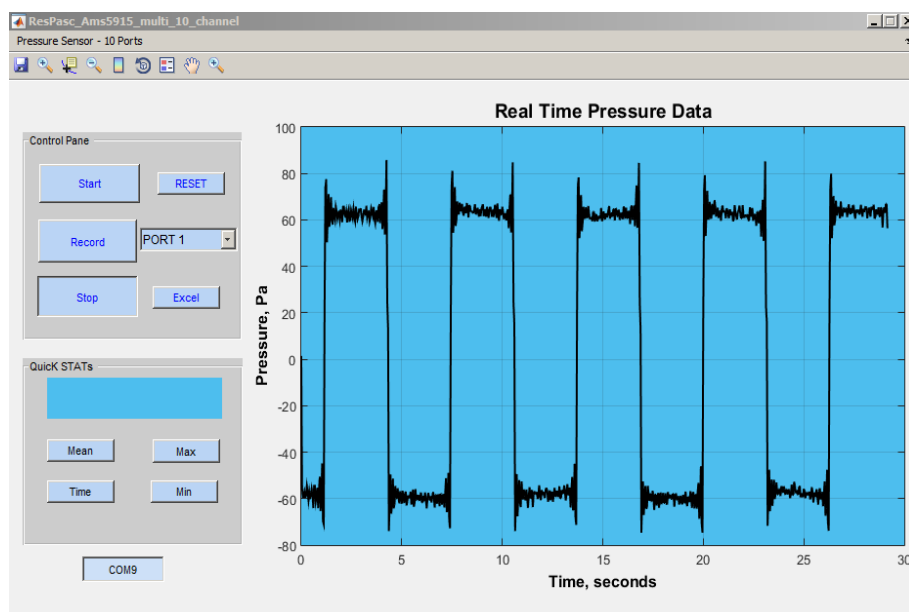 ResPasc_Ams5915_multi_10_channel
Pressure Sensor - 10 Ports
Control Pane
Start
RESET
Record
PORT 1
Stop
Excel
QuicK STATs
Mean
Max
Time
Min
COM9
Real Time Pressure Data
Pressure, Pa
100
80
60
40
20
0
-20
-40
-60
-80
0
5
10
15
20
25
30
Time, seconds